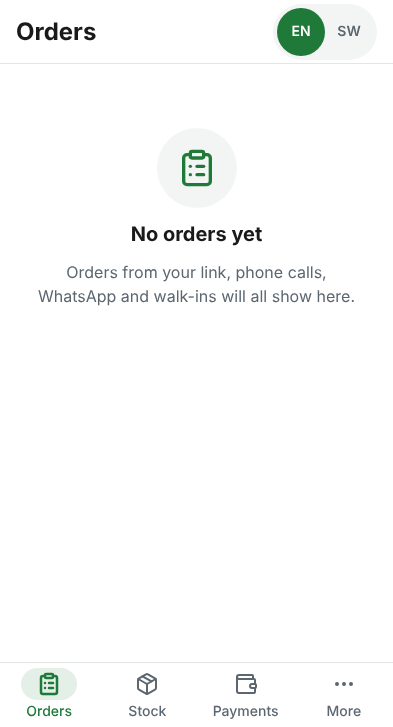 Orders
EN SW
No orders yet
Orders from your link, phone calls,
WhatsApp and walk-ins will all show here.
Orders Stock Payments More